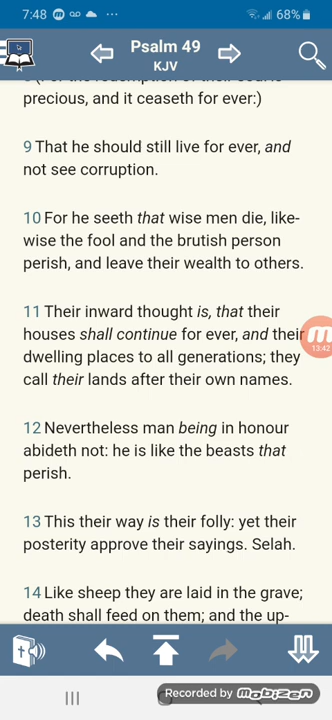 7:48
68%
Psalm 49
KJV
precious, and it ceaseth for ever:)
9 That he should still live for ever, and
not see corruption.
10 For he seeth that wise men die, like-
wise the fool and the brutish person
perish, and leave their wealth to others.
11 Their inward thought is, that their
houses shall continue for ever, and their
dwelling places to all generations; they
call their lands after their own names.
12 Nevertheless man being in honour
abideth not: he is like the beasts that
perish.
13 This their way is their folly: yet their
posterity approve their sayings. Selah.
14 Like sheep they are laid in the grave;
death shall feed on them; and the up-
13:42
Recorded by mobizen